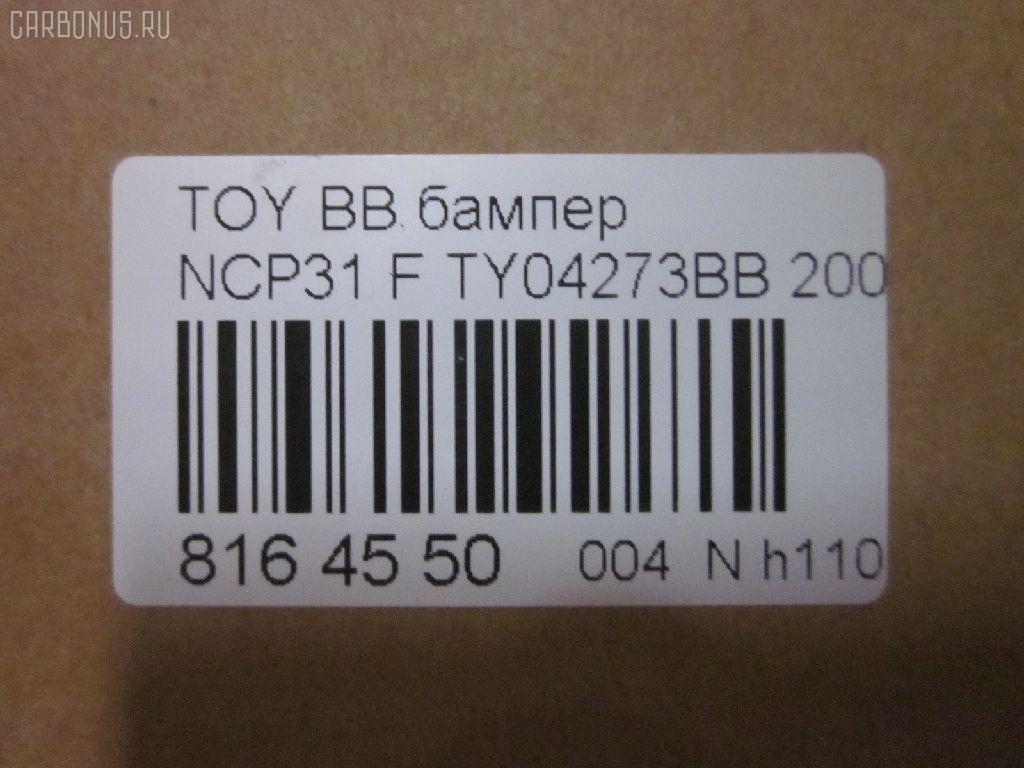 CARBONUS.RU
TOY BB бампер
NCP31 F TY04273BB 200
816 45 50 004 N h110